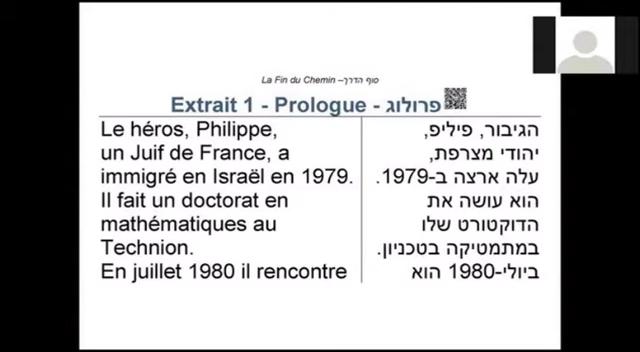 La Fin du Chemin – סוף הדרך
Extrait 1 - Prologue - פרולוג
Le héros, Philippe,
un Juif de France, a
immigré en Israël en 1979.
Il fait un doctorat en
mathématiques au
Technion.
En juillet 1980 il rencontre
הגיבור, פיליפ,
יהודי מצרפת,
עלה ארצה ב-1979.
הוא עושה את
הדוקטורט שלו
במתמטיקה בטכניון.
ביולי-1980 הוא